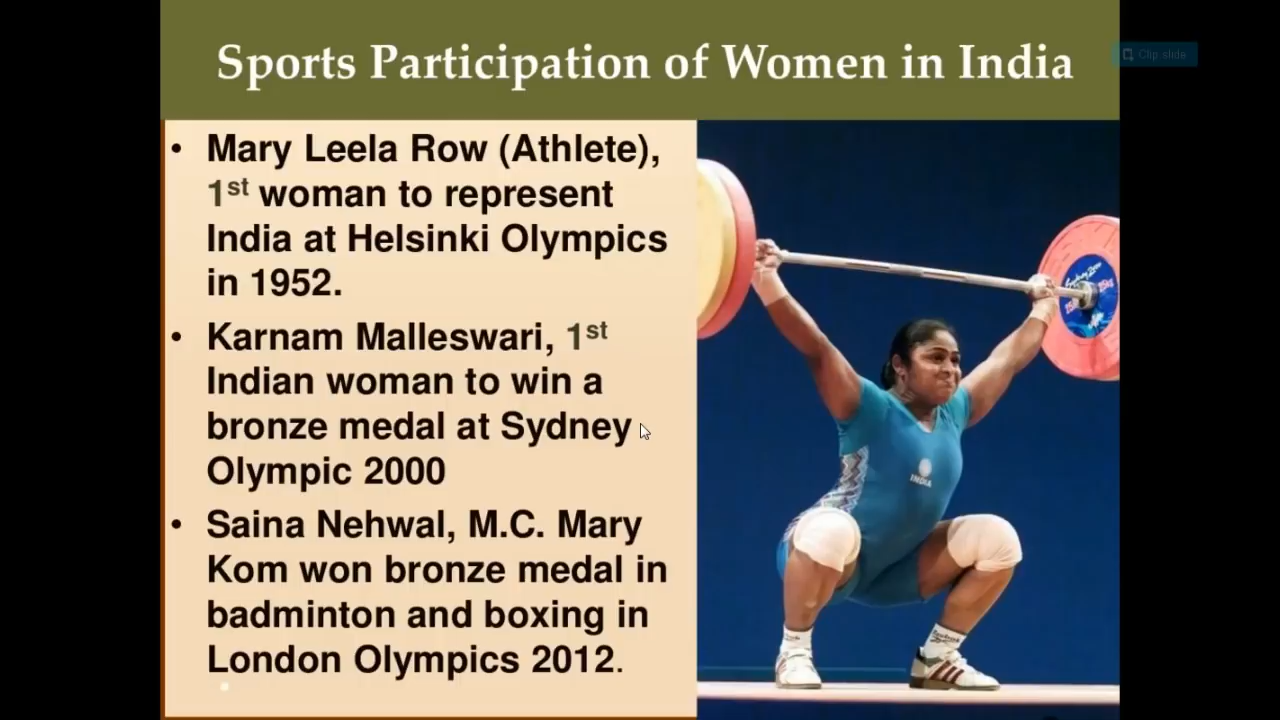 Sports Participation of Women in India
Clip slide
• Mary Leela Row (Athlete),
1st woman to represent
India at Helsinki Olympics
in 1952.
• Karnam Malleswari, 1st
Indian woman to win a
bronze medal at Sydney
Olympic 2000
• Saina Nehwal, M.C. Mary
Kom won bronze medal in
badminton and boxing in
London Olympics 2012.
INDIA